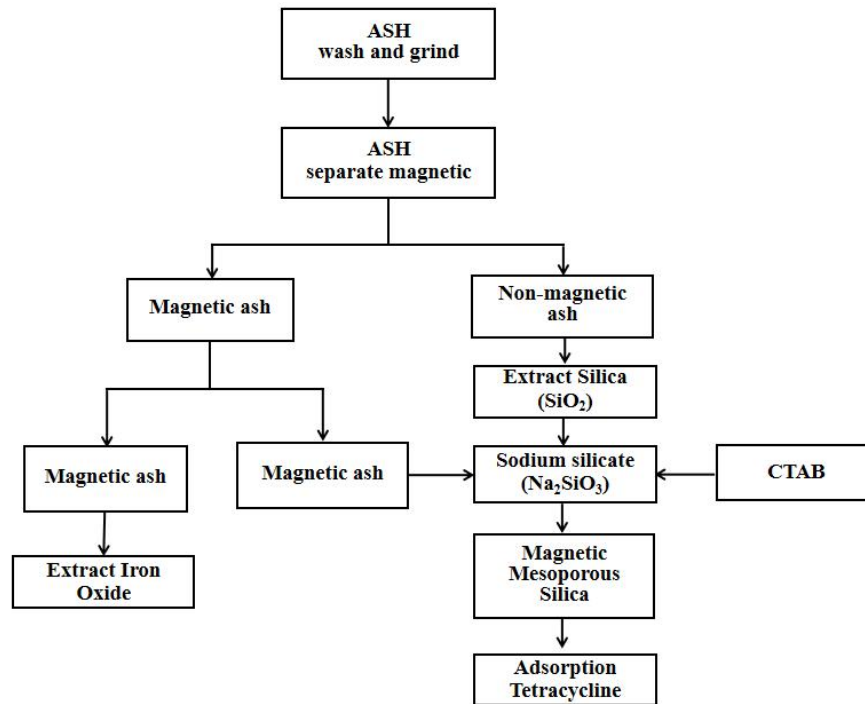 ASH
wash and grind
ASH
separate magnetic
Magnetic ash
Non-magnetic
ash
Extract Silica
(SiO₂)
Magnetic ash
Magnetic ash
Sodium silicate
(Na₂SiO₃)
CTAB
Extract Iron
Oxide
Magnetic
Mesoporous
Silica
Adsorption
Tetracycline